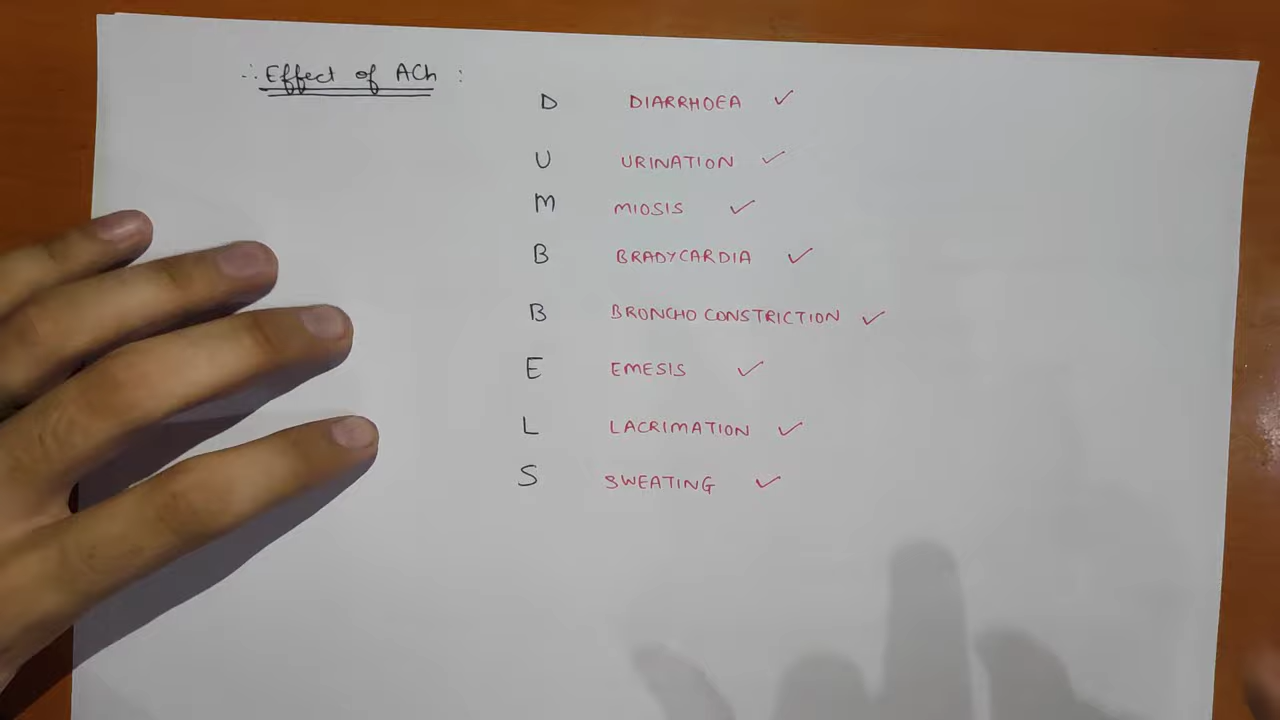 ∴ Effect of ACh :
D DIARRHOEA ✓
U URINATION ✓
M MIOSIS ✓
B BRADYCARDIA ✓
B BRONCHO CONSTRICTION ✓
E EMESIS ✓
L LACRIMATION ✓
S SWEATING ✓